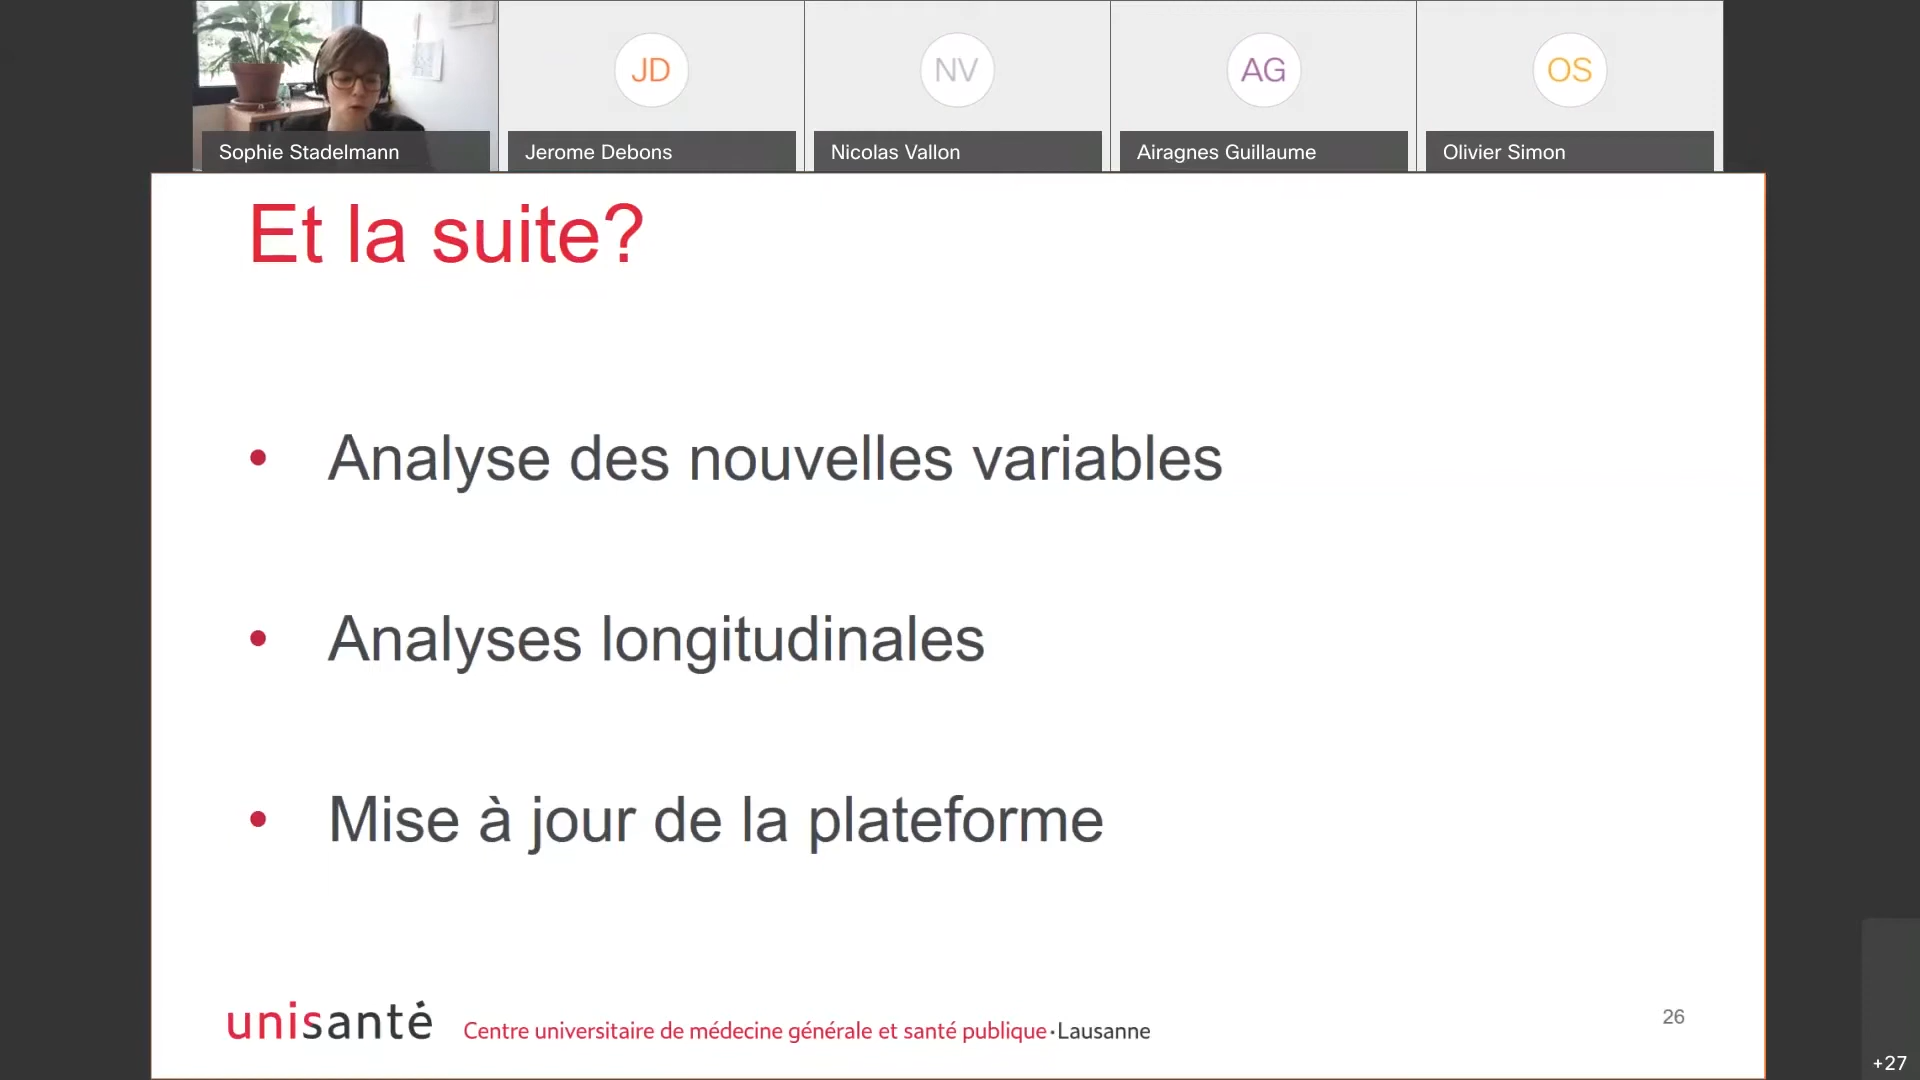 JD
NV
AG
OS
Sophie Stadelmann
Jerome Debons
Nicolas Vallon
Airagnes Guillaume
Olivier Simon
Et la suite?
• Analyse des nouvelles variables
• Analyses longitudinales
• Mise à jour de la plateforme
unisanté
Centre universitaire de médecine générale et santé publique · Lausanne
26
+27